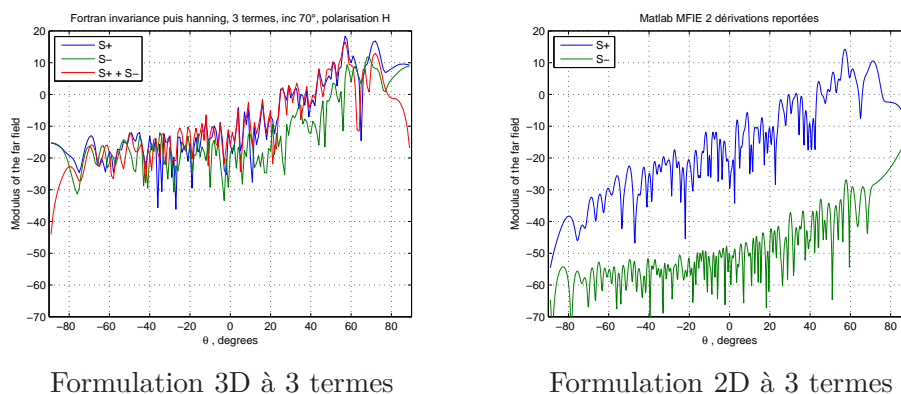 Fortran invariance puis hanning, 3 termes, inc 70°, polarisation H
Modulus of the far field
20
10
0
−10
−20
−30
−40
−50
−60
−70
S+
S−
S+ + S−
−80
−60
−40
−20
0
20
40
60
80
θ , degrees
Formulation 3D à 3 termes
Matlab MFIE 2 dérivations reportées
Modulus of the far field
20
10
0
−10
−20
−30
−40
−50
−60
−70
S+
S−
−80
−60
−40
−20
0
20
40
60
80
θ , degrees
Formulation 2D à 3 termes